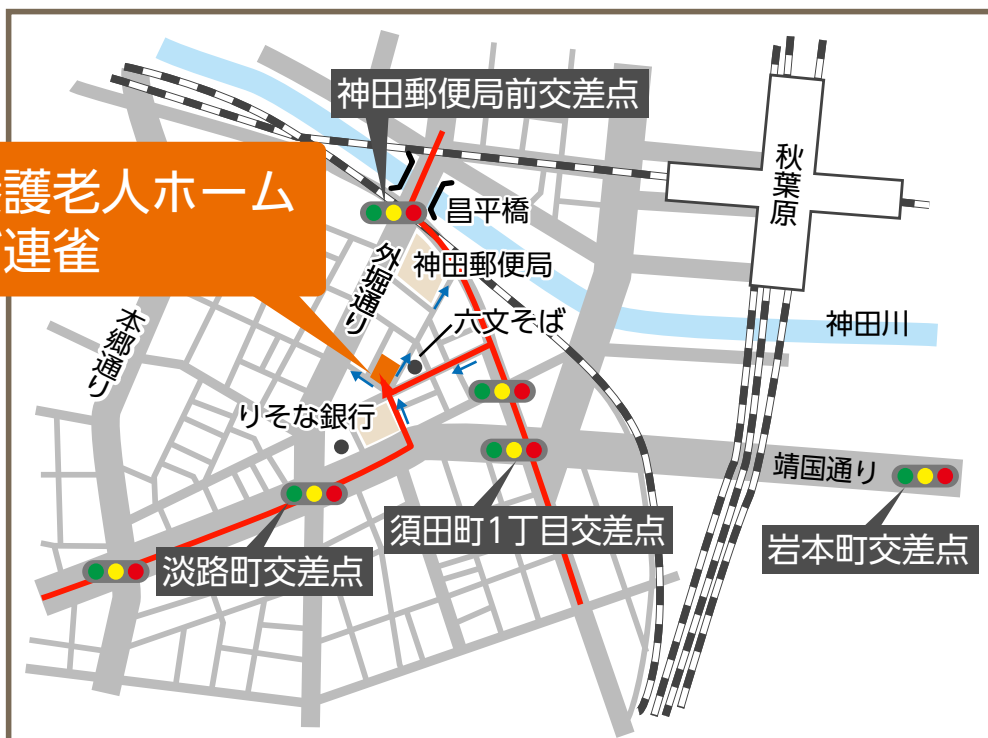 神田郵便局前交差点
護老人ホーム
連雀
秋葉原
昌平橋
外堀通り
神田郵便局
本郷通り
六文そば
神田川
りそな銀行
靖国通り
須田町1丁目交差点
岩本町交差点
淡路町交差点